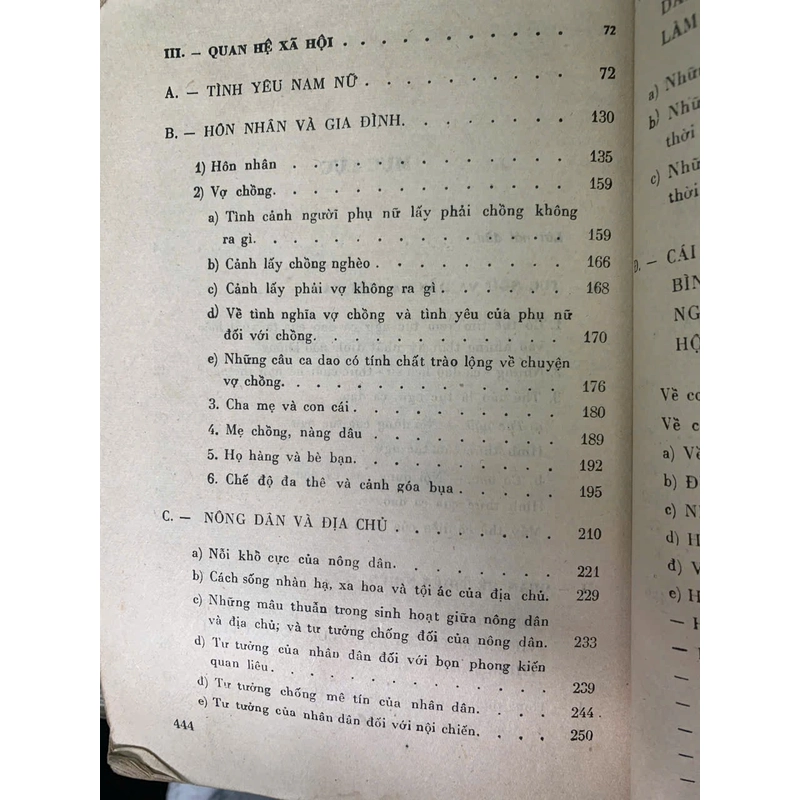 III. — QUAN HỆ XÃ HỘI . . . . . . . . . . . 72
A. — TÌNH YÊU NAM NỮ . . . . . . . . . . 72
B. — HÔN NHÂN VÀ GIA ĐÌNH. . . . . . . . 130
1) Hôn nhân . . . . . . . . . . . . . . 135
2) Vợ chồng. . . . . . . . . . . . . . . 159
a) Tình cảnh người phụ nữ lấy phải chồng không
ra gì. . . . . . . . . . . . . . . 159
b) Cảnh lấy chồng nghèo . . . . . . . . . 166
c) Cảnh lấy phải vợ không ra gì . . . . . . 168
d) Về tình nghĩa vợ chồng và tình yêu của phụ nữ
đối với chồng. . . . . . . . . . . . 170
e) Những câu ca dao có tính chất trào lộng về chuyện
vợ chồng. . . . . . . . . . . . . . 176
3. Cha mẹ và con cái . . . . . . . . . . 180
4. Mẹ chồng, nàng dâu . . . . . . . . . . 189
5. Họ hàng và bè bạn. . . . . . . . . . . 192
6. Chế độ đa thê và cảnh góa bụa . . . . . 195
C. — NÔNG DÂN VÀ ĐỊA CHỦ . . . . . . . . 210
a) Nỗi khổ cực của nông dân. . . . . . . . 221
b) Cách sống nhàn hạ, xa hoa và tội ác của địa chủ. 229
c) Những mâu thuẫn trong sinh hoạt giữa nông dân
và địa chủ; và tư tưởng chống đối của nông dân. 233
d) Tư tưởng của nhân dân đối với bọn phong kiến
quan liêu. . . . . . . . . . . . . 239
đ) Tư tưởng chống mê tín của nhân dân. . . . 244
e) Tư tưởng của nhân dân đối với nội chiến. . . . 250
444
LÀM
a) Nhữ
b) Nhữ
thời
c) Nhữ
thời
Đ. — CÁI
BÌN
NG
HỘ
Về co
Về c
a) Về
b) Đ
c) N
d) H
đ) V
e) H
— H